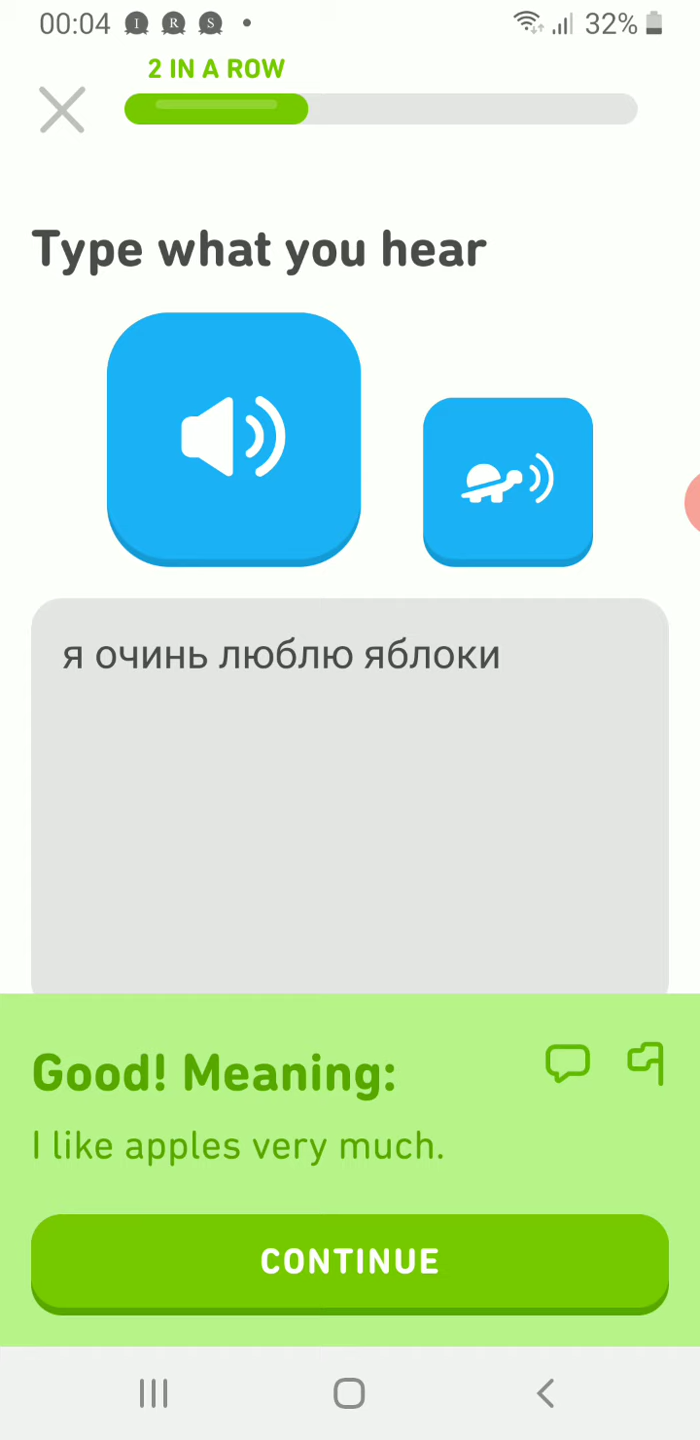 00:04 I R S 32%
2 IN A ROW
Type what you hear
я очинь люблю яблоки
Good! Meaning:
I like apples very much.
CONTINUE